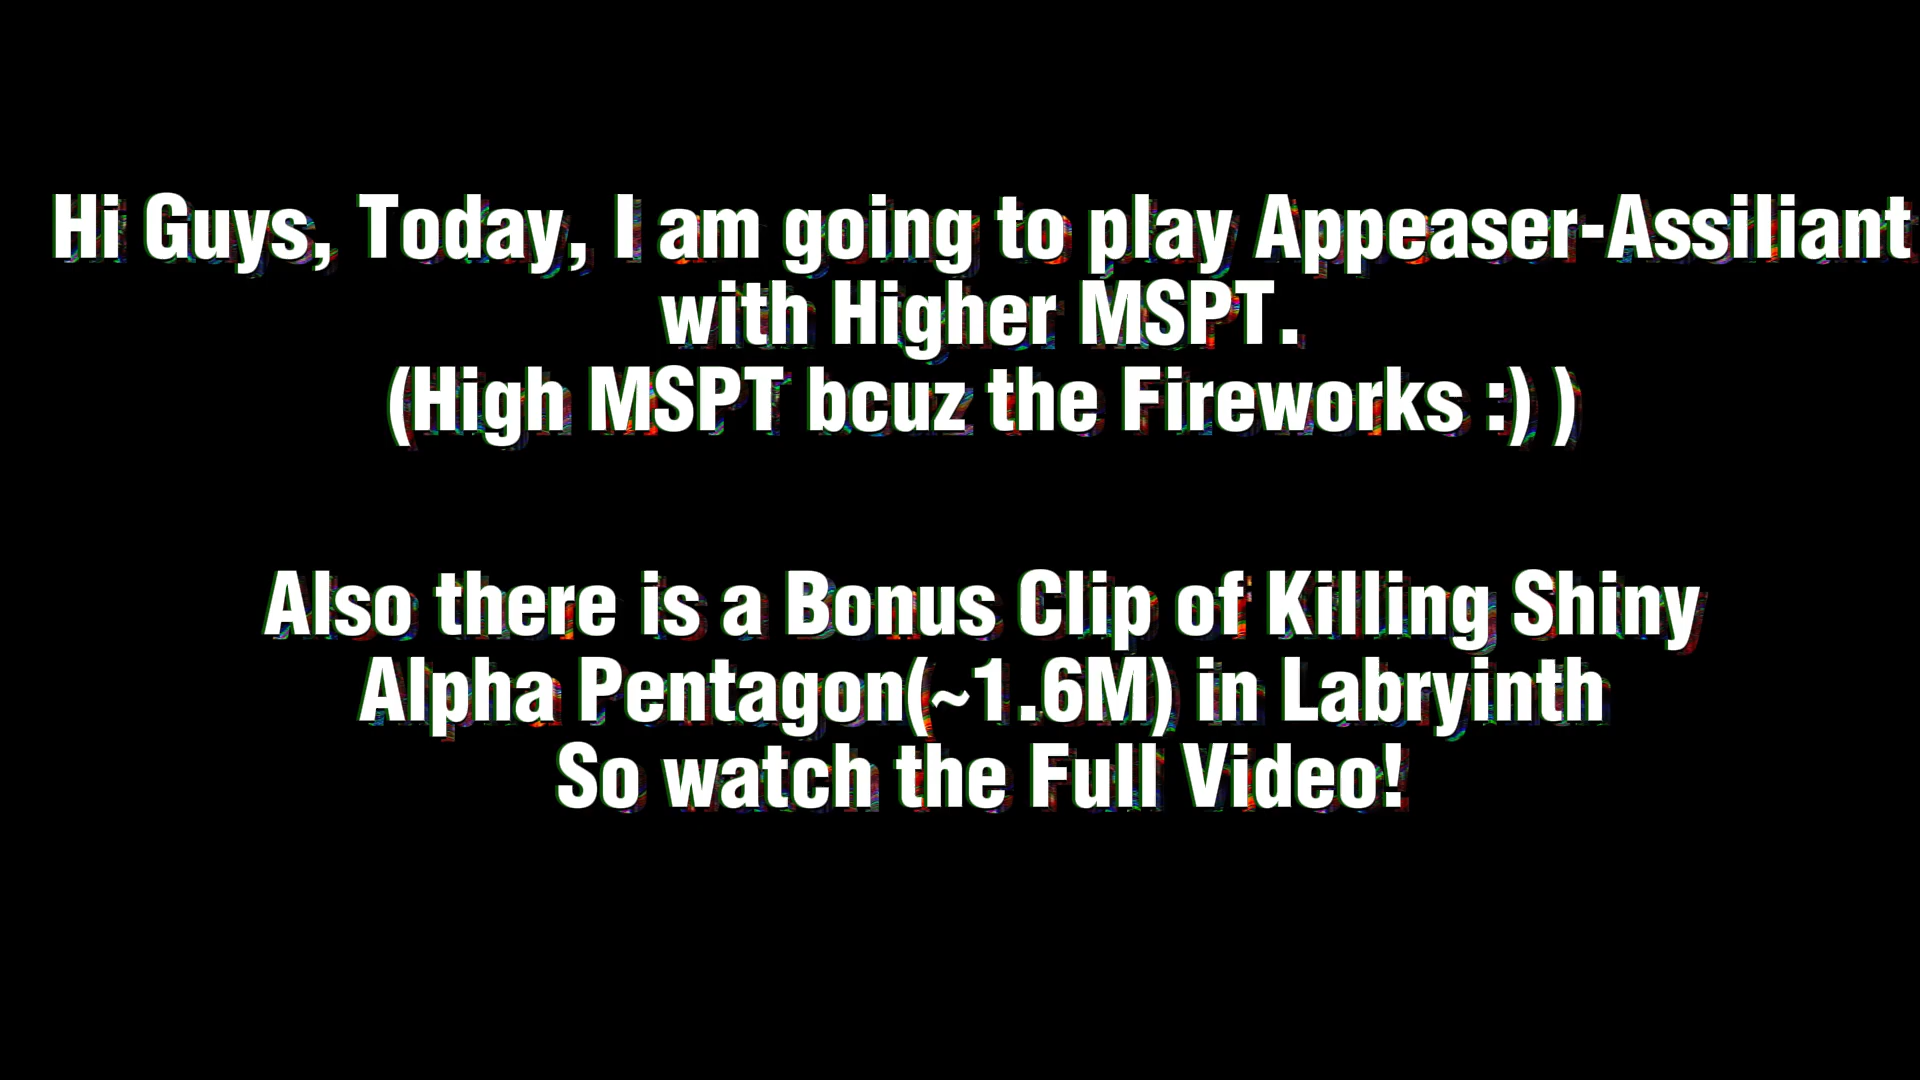 Hi Guys, Today, I am going to play Appeaser-Assiliant
with Higher MSPT.
(High MSPT bcuz the Fireworks :) )
Also there is a Bonus Clip of Killing Shiny
Alpha Pentagon(~1.6M) in Labryinth
So watch the Full Video!